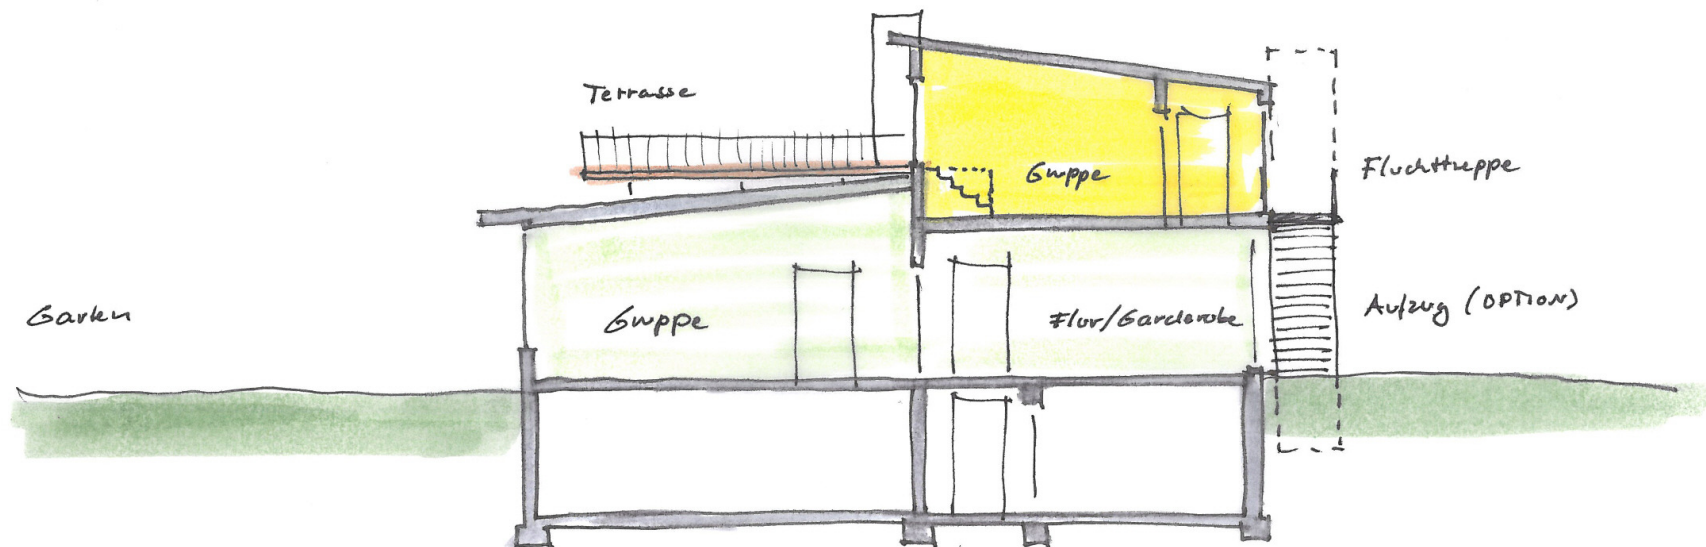 Terrasse
Gruppe
Fluchttreppe
Garten
Gruppe
Flur/Garderobe
Aufzug (OPTION)